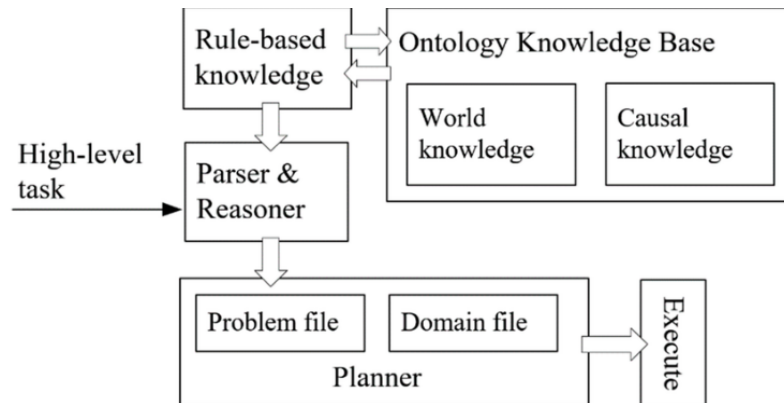 Rule-based
knowledge
Ontology Knowledge Base
World
knowledge
Causal
knowledge
High-level
task
Parser &
Reasoner
Problem file
Domain file
Planner
Execute